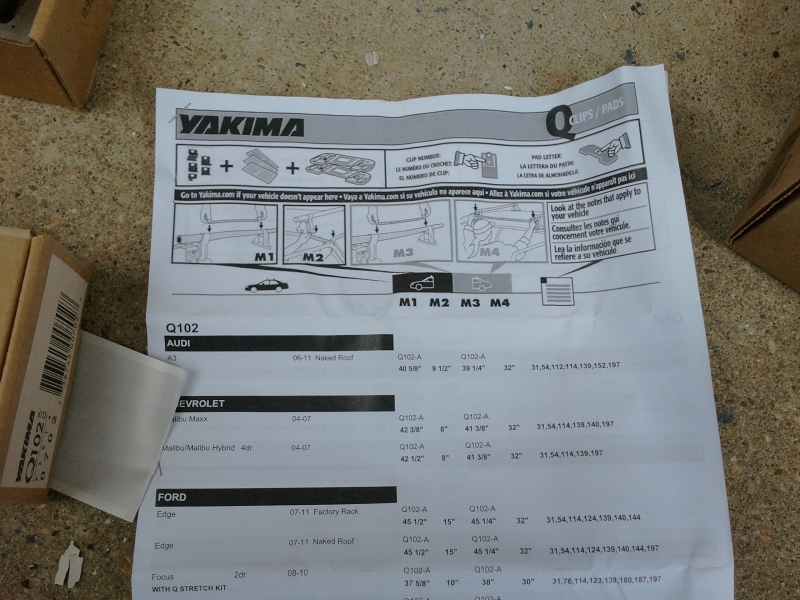 YAKIMA
Q CLIPS / PADS
CLIP NUMBER:
LE NUMÉRO DU CROCHET:
EL NÚMERO DE CLIP:
PAD LETTER:
LA LETTERA DU PATIN:
LA LETRA DE ALMOHADILLA:
Go to Yakima.com if your vehicle doesn't appear here • Vaya a Yakima.com si su vehículo no aparece aquí • Allez à Yakima.com si votre véhicule n'apparaît pas ici
M1 M2 M3 M4
Look at the notes that apply to
your vehicle
Consultez les notes qui
concernent votre véhicule.
Lea la información que se
refiere a su vehículo
M1 M2 M3 M4
Q102
AUDI
A3 06-11 Naked Roof Q102-A Q102-A
40 5/8" 9 1/2" 39 1/4" 32" 31,54,112,114,139,152,197
EVROLET
alibu Maxx 04-07 Q102-A Q102-A
42 3/8" 8" 41 3/8" 32" 31,54,114,139,140,197
Malibu/Malibu Hybrid 4dr 04-07 Q102-A Q102-A
42 1/2" 8" 41 3/8" 32" 31,54,114,139,197
FORD
Edge 07-11 Factory Rack Q102-A Q102-A
45 1/2" 15" 45 1/4" 32" 31,54,114,124,139,140,144
Edge 07-11 Naked Roof Q102-A Q102-A
45 1/2" 15" 45 1/4" 32" 31,54,114,124,139,140,144,197
Focus 2dr 08-10 Q102-A Q102-A
WITH Q STRETCH KIT 37 5/8" 10" 38" 30" 31,76,114,123,139,180,187,197
YAKIMA
Q102